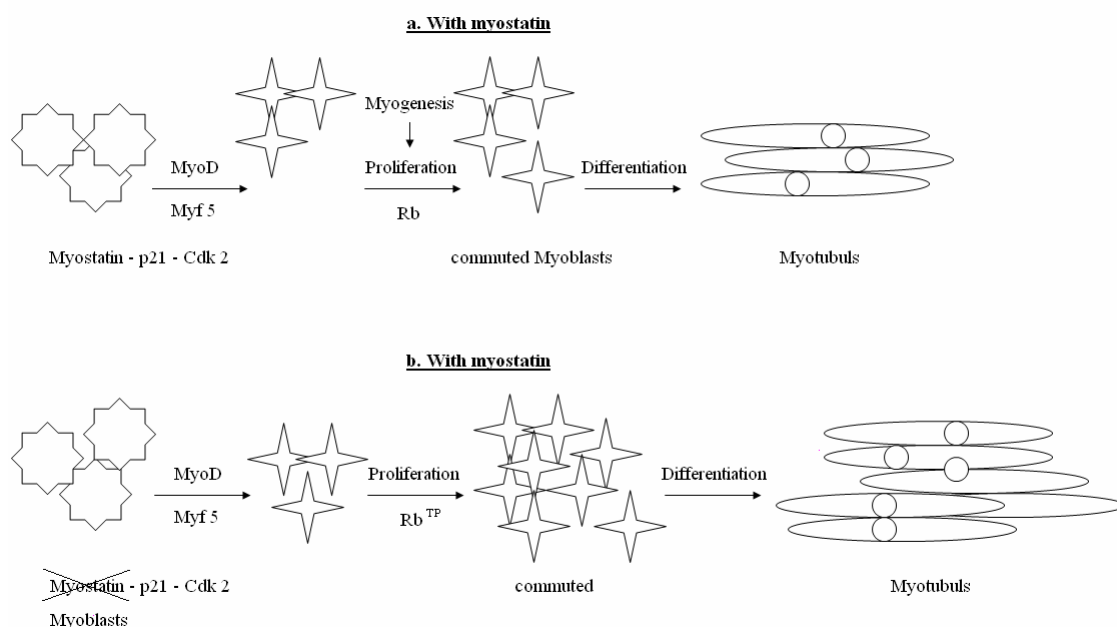 a. With myostatin
Myogenesis
MyoD
Proliferation
Differentiation
Myf 5
Rb
Myostatin - p21 - Cdk 2
commuted Myoblasts
Myotubuls
b. With myostatin
MyoD
Proliferation
Differentiation
Myf 5
Rb TP
Myostatin - p21 - Cdk 2
commuted
Myotubuls
Myoblasts